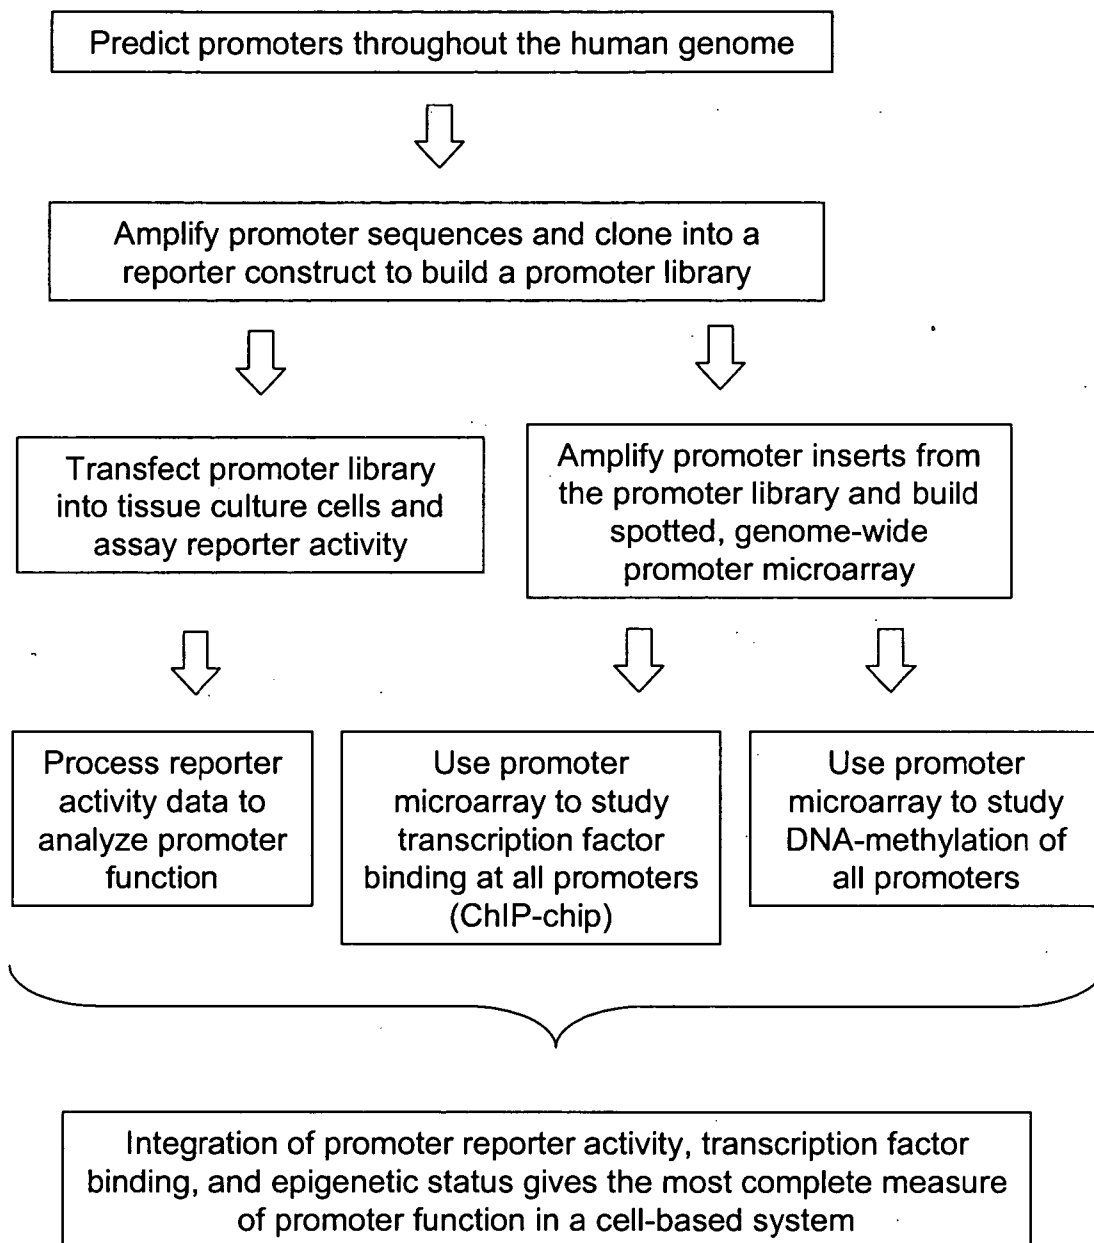 Predict promoters throughout the human genome
Amplify promoter sequences and clone into a
reporter construct to build a promoter library
Transfect promoter library
into tissue culture cells and
assay reporter activity
Amplify promoter inserts from
the promoter library and build
spotted, genome-wide
promoter microarray
Process reporter
activity data to
analyze promoter
function
Use promoter
microarray to study
transcription factor
binding at all promoters
(ChIP-chip)
Use promoter
microarray to study
DNA-methylation of
all promoters
Integration of promoter reporter activity, transcription factor
binding, and epigenetic status gives the most complete measure
of promoter function in a cell-based system